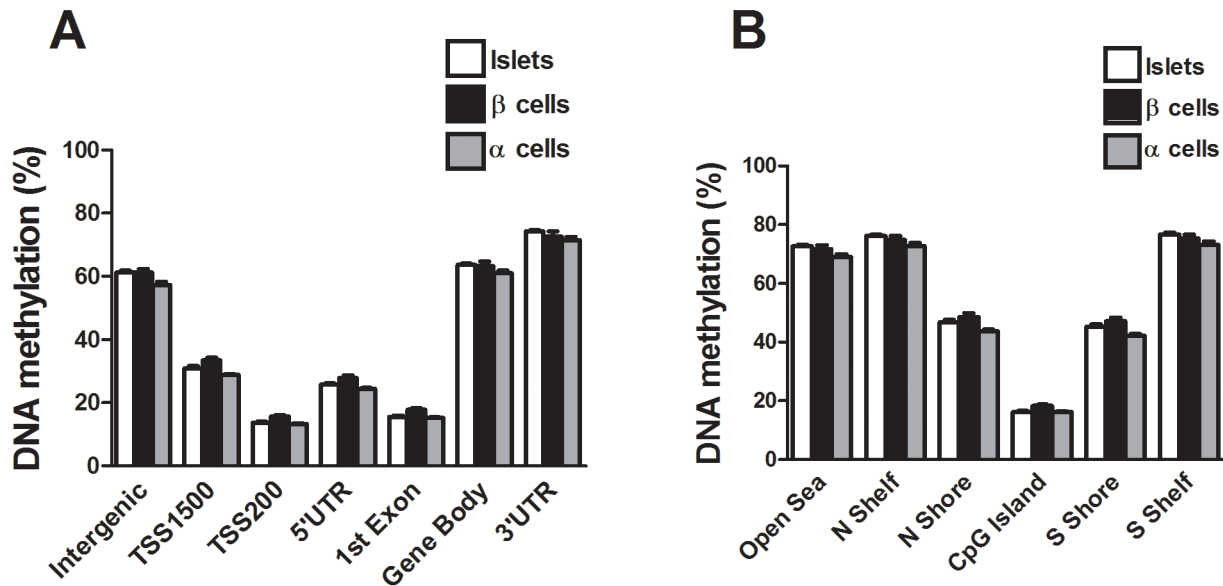 A
Islets
β cells
α cells
DNA methylation (%)
100
80
60
40
20
0
Intergenic
TSS1500
TSS200
5'UTR
1st Exon
Gene Body
3'UTR
B
Islets
β cells
α cells
DNA methylation (%)
100
80
60
40
20
0
Open Sea
N Shelf
N Shore
CpG Island
S Shore
S Shelf